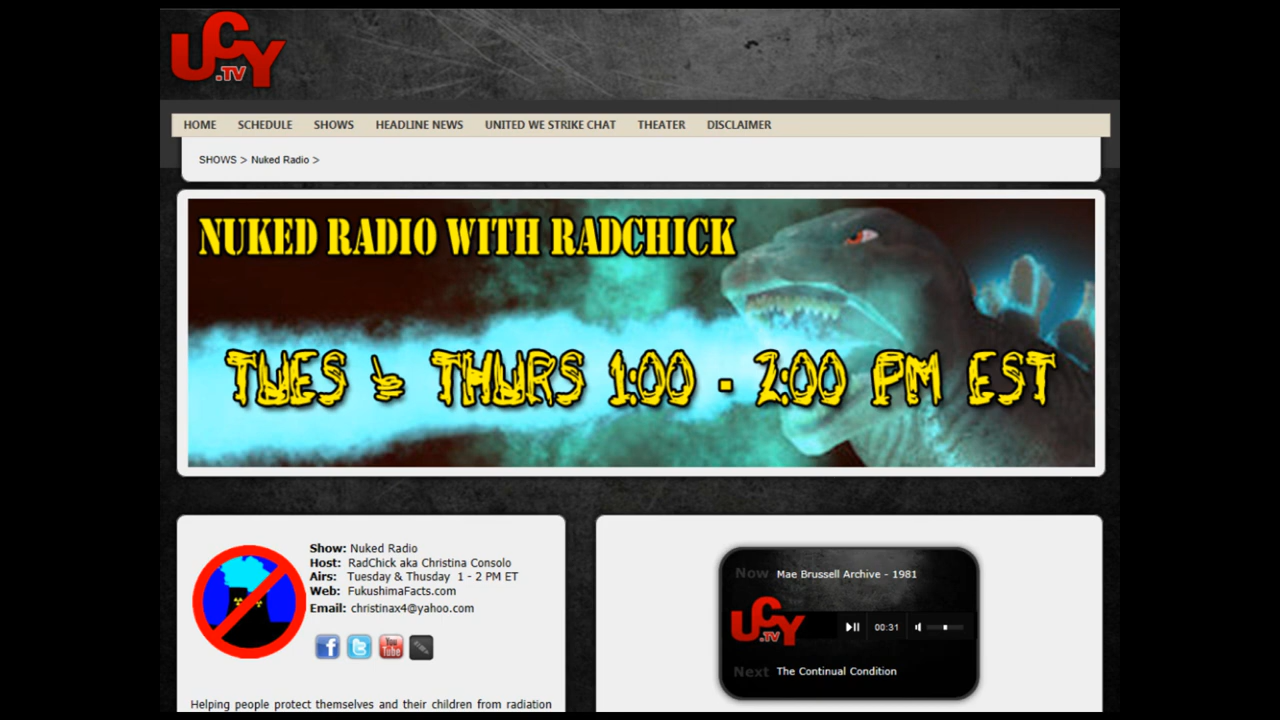 UCY
.TV
HOME SCHEDULE SHOWS HEADLINE NEWS UNITED WE STRIKE CHAT THEATER DISCLAIMER
SHOWS > Nuked Radio >
NUKED RADIO WITH RADCHICK
TUES & THURS 1:00 - 2:00 PM EST
Show: Nuked Radio
Host: RadChick aka Christina Consolo
Airs: Tuesday & Thusday 1 - 2 PM ET
Web: FukushimaFacts.com
Email: christinax4@yahoo.com
f t You Tube
Helping people protect themselves and their children from radiation
Now Mae Brussell Archive - 1981
UCY
.TV
00:31
Next The Continual Condition